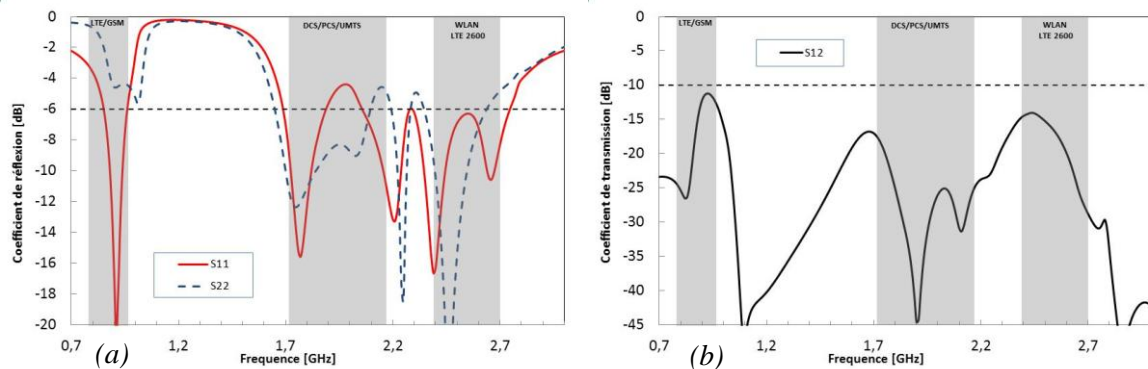 LTE/GSM
DCS/PCS/UMTS
WLAN
LTE 2600
Coefficient de réflexion [dB]
0
-2
-4
-6
-8
-10
-12
-14
-16
-18
-20
S11
S22
0,7
1,2
1,7
2,2
2,7
Frequence [GHz]
(a)
LTE/GSM
DCS/PCS/UMTS
WLAN
LTE 2600
Coefficient de transmission [dB]
0
-5
-10
-15
-20
-25
-30
-35
-40
-45
S12
0,7
1,2
1,7
2,2
2,7
Frequence [GHz]
(b)